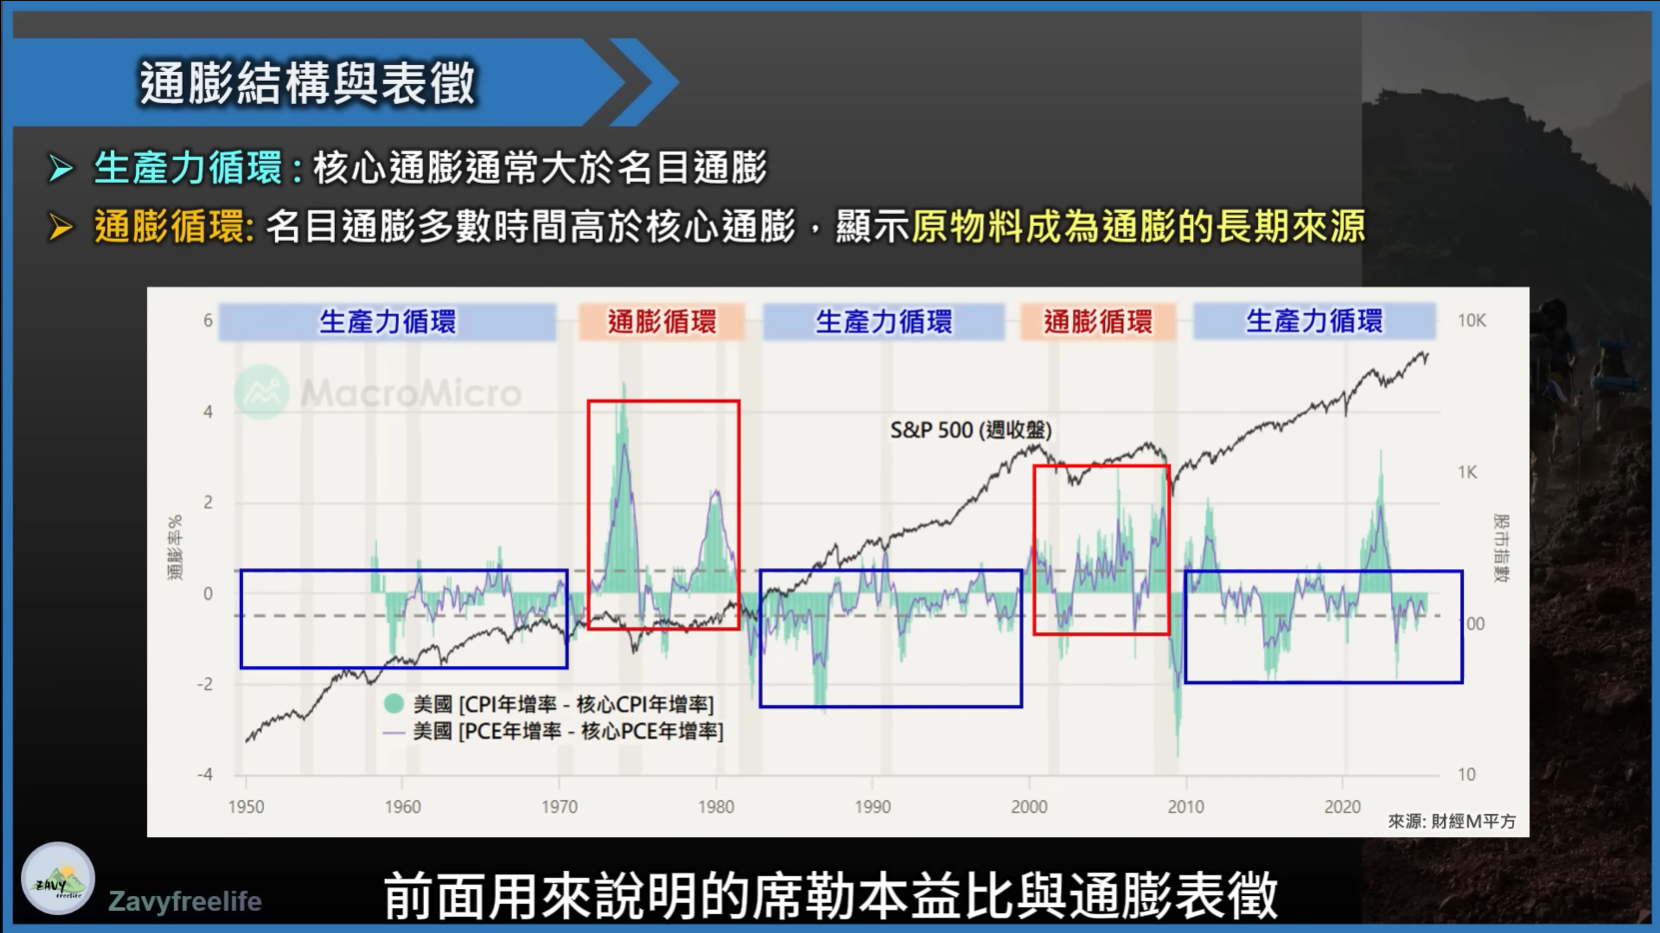 通膨結構與表徵
生產力循環 : 核心通膨通常大於名目通膨
通膨循環: 名目通膨多數時間高於核心通膨，顯示原物料成為通膨的長期來源
生產力循環 通膨循環 生產力循環 通膨循環 生產力循環
6 10K
MacroMicro
4
S&P 500 (週收盤)
1K
2
通膨率%
股市指數
0
00
-2
美國 [CPI年增率 - 核心CPI年增率]
美國 [PCE年增率 - 核心PCE年增率]
-4 10
1950 1960 1970 1980 1990 2000 2010 2020
來源: 財經M平方
ZAVY
freelife
Zavyfreelife
前面用來說明的席勒本益比與通膨表徵